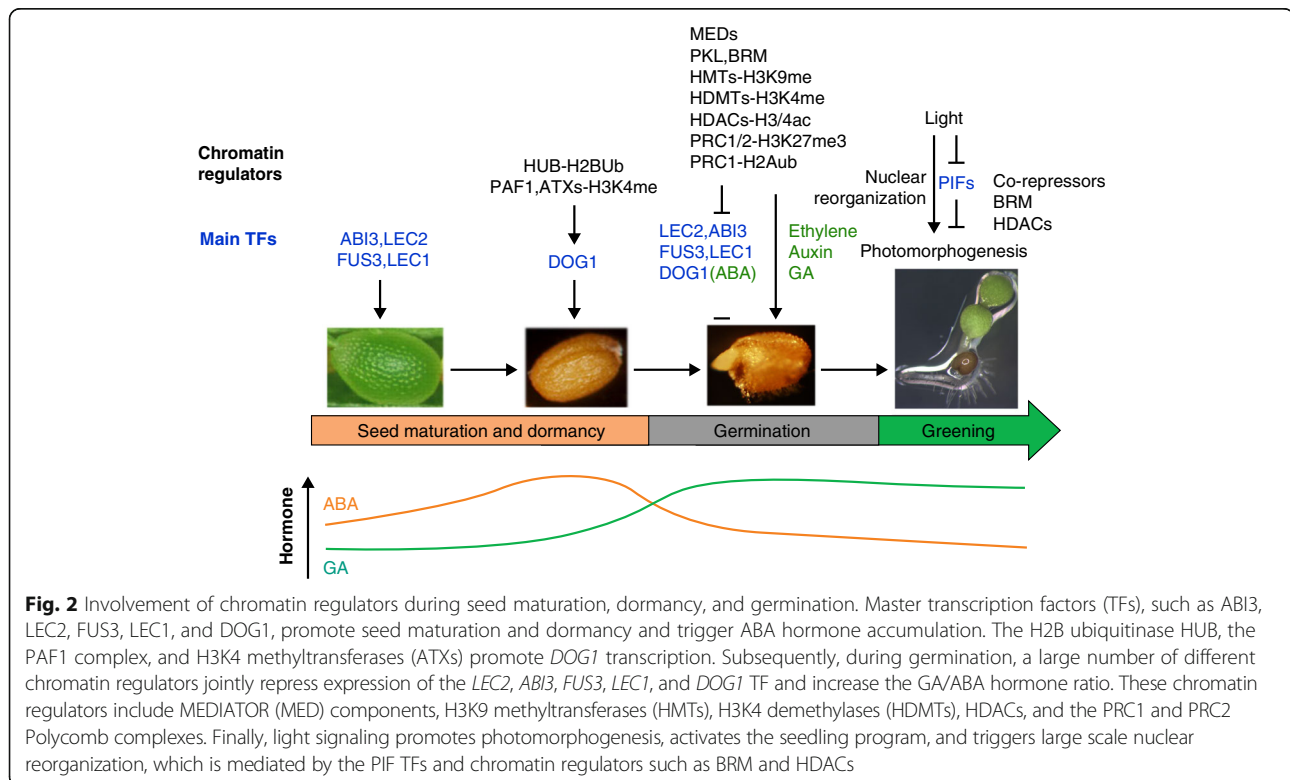 MEDs
PKL,BRM
HMTs-H3K9me
HDMTs-H3K4me
HDACs-H3/4ac
PRC1/2-H3K27me3
PRC1-H2Aub
Chromatin
regulators
HUB-H2BUb
PAF1,ATXs-H3K4me
Light
Nuclear
reorganization
PIFs
Co-repressors
BRM
HDACs
Main TFs
ABI3,LEC2
FUS3,LEC1
DOG1
LEC2,ABI3
FUS3,LEC1
DOG1(ABA)
Ethylene
Auxin
GA
Photomorphogenesis
Seed maturation and dormancy
Germination
Greening
Hormone
ABA
GA
Fig. 2 Involvement of chromatin regulators during seed maturation, dormancy, and germination. Master transcription factors (TFs), such as ABI3,
LEC2, FUS3, LEC1, and DOG1, promote seed maturation and dormancy and trigger ABA hormone accumulation. The H2B ubiquitinase HUB, the
PAF1 complex, and H3K4 methyltransferases (ATXs) promote DOG1 transcription. Subsequently, during germination, a large number of different
chromatin regulators jointly repress expression of the LEC2, ABI3, FUS3, LEC1, and DOG1 TF and increase the GA/ABA hormone ratio. These chromatin
regulators include MEDIATOR (MED) components, H3K9 methyltransferases (HMTs), H3K4 demethylases (HDMTs), HDACs, and the PRC1 and PRC2
Polycomb complexes. Finally, light signaling promotes photomorphogenesis, activates the seedling program, and triggers large scale nuclear
reorganization, which is mediated by the PIF TFs and chromatin regulators such as BRM and HDACs